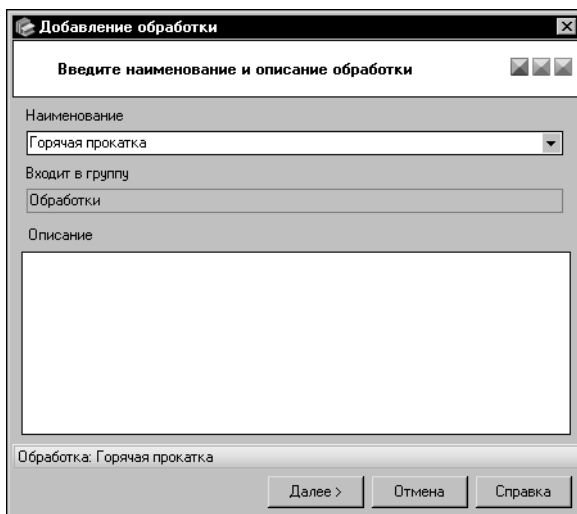 Добавление обработки
Введите наименование и описание обработки
Наименование
Горячая прокатка
Входит в группу
Обработки
Описание
Обработка: Горячая прокатка
Далее > Отмена Справка